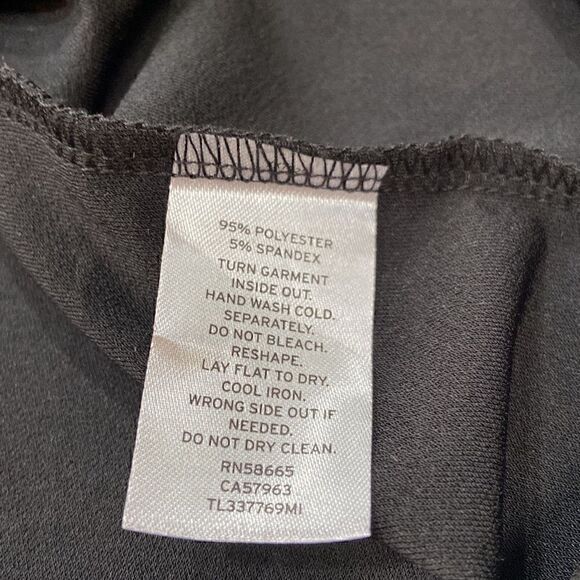 95% POLYESTER
5% SPANDEX
TURN GARMENT
INSIDE OUT.
HAND WASH COLD.
SEPARATELY.
DO NOT BLEACH.
RESHAPE.
LAY FLAT TO DRY.
COOL IRON.
WRONG SIDE OUT IF
NEEDED.
DO NOT DRY CLEAN.
RN58665
CA57963
TL337769MI